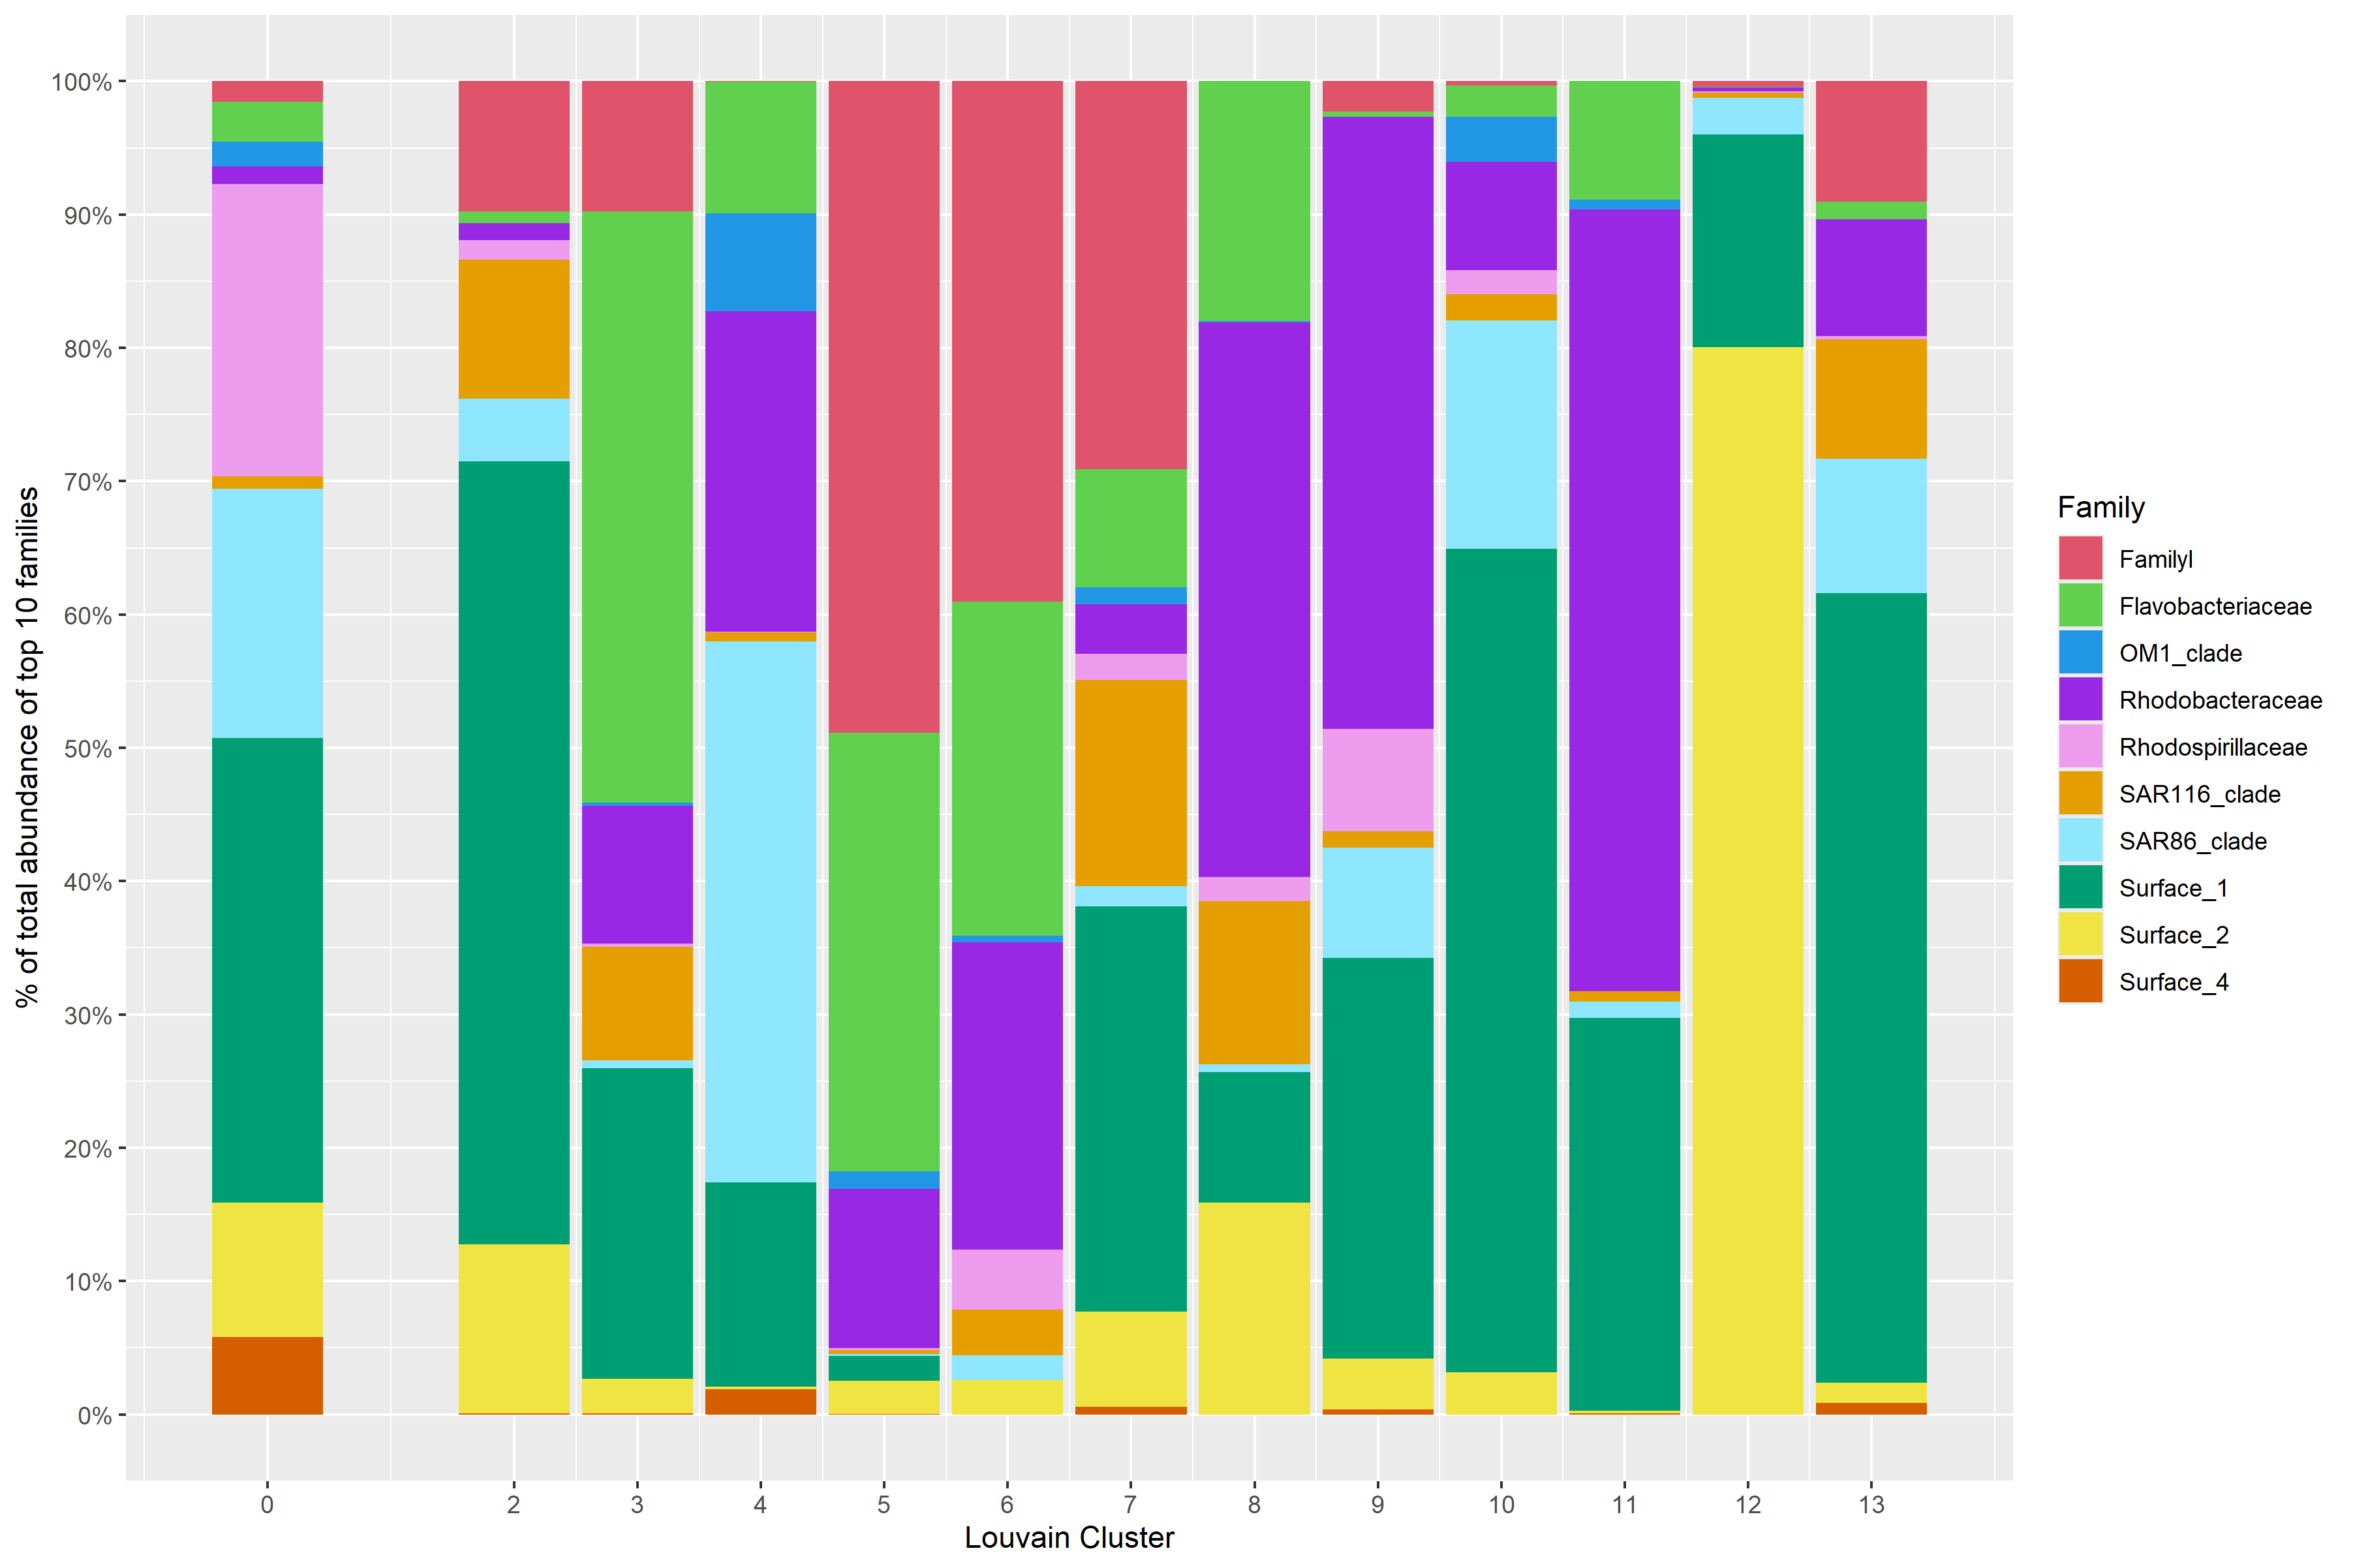 % of total abundance of top 10 families
100%
90%
80%
70%
60%
50%
40%
30%
20%
10%
0%
0 2 3 4 5 6 7 8 9 10 11 12 13
Louvain Cluster
Family
FamilyI
Flavobacteriaceae
OM1_clade
Rhodobacteraceae
Rhodospirillaceae
SAR116_clade
SAR86_clade
Surface_1
Surface_2
Surface_4